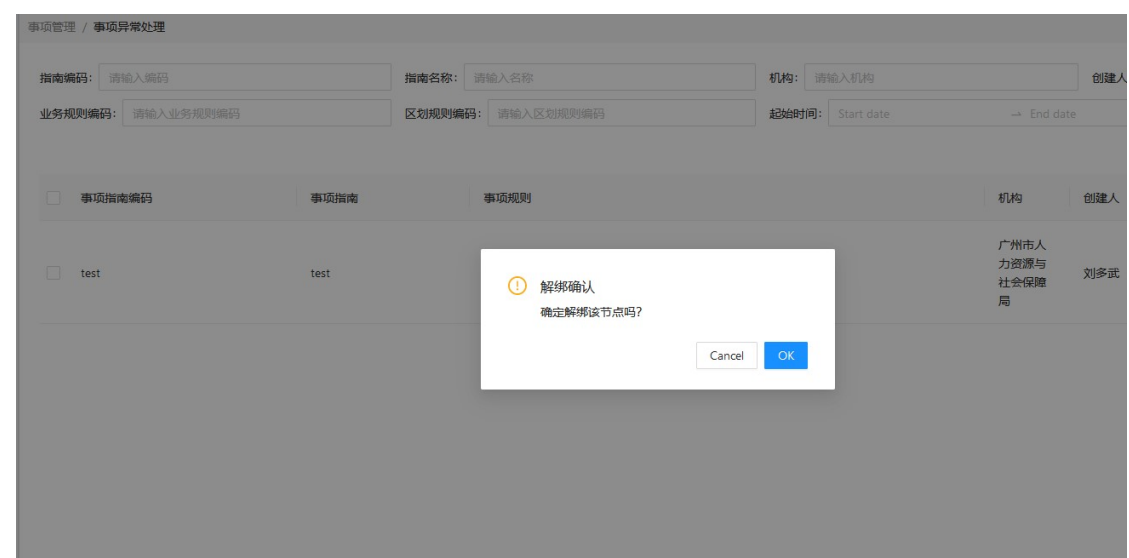 事项管理 / 事项异常处理
指南编码: 请输入编码 指南名称: 请输入名称 机构: 请输入机构 创建人
业务规则编码: 请输入业务规则编码 区划规则编码: 请输入区划规则编码 起始时间: Start date → End date
事项指南编码 事项指南 事项规则 机构 创建人
test test 广州市人力资源与社会保障局 刘多武
解绑确认
确定解绑该节点吗?
Cancel OK